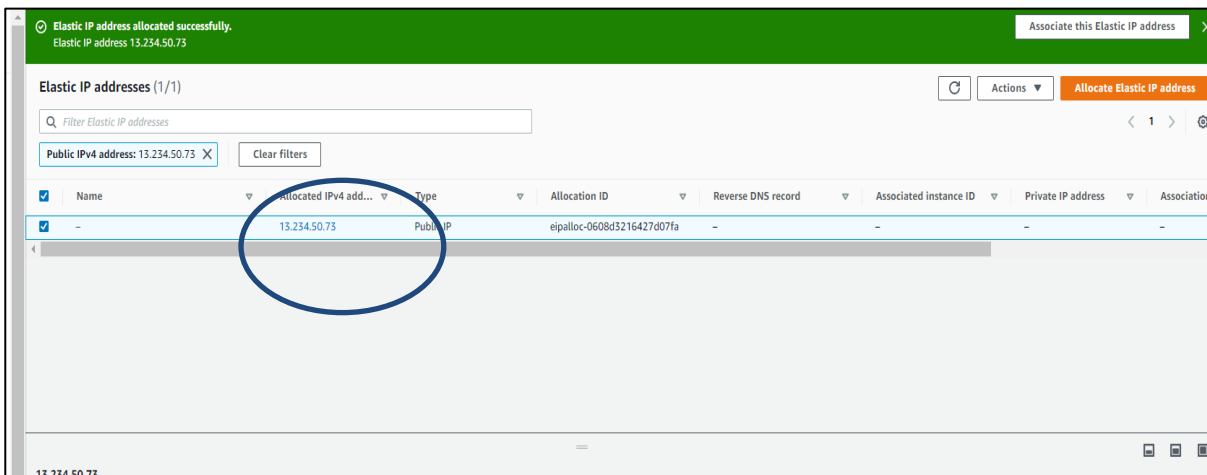 Elastic IP address allocated successfully.
Elastic IP address 13.234.50.73
Associate this Elastic IP address
Elastic IP addresses (1/1)
Actions
Allocate Elastic IP address
Filter Elastic IP addresses
1
Public IPv4 address: 13.234.50.73
Clear filters
Name Allocated IPv4 add... Type Allocation ID Reverse DNS record Associated instance ID Private IP address Association
– 13.234.50.73 Public IP eipalloc-0608d3216427d07fa – – – –
13.234.50.73